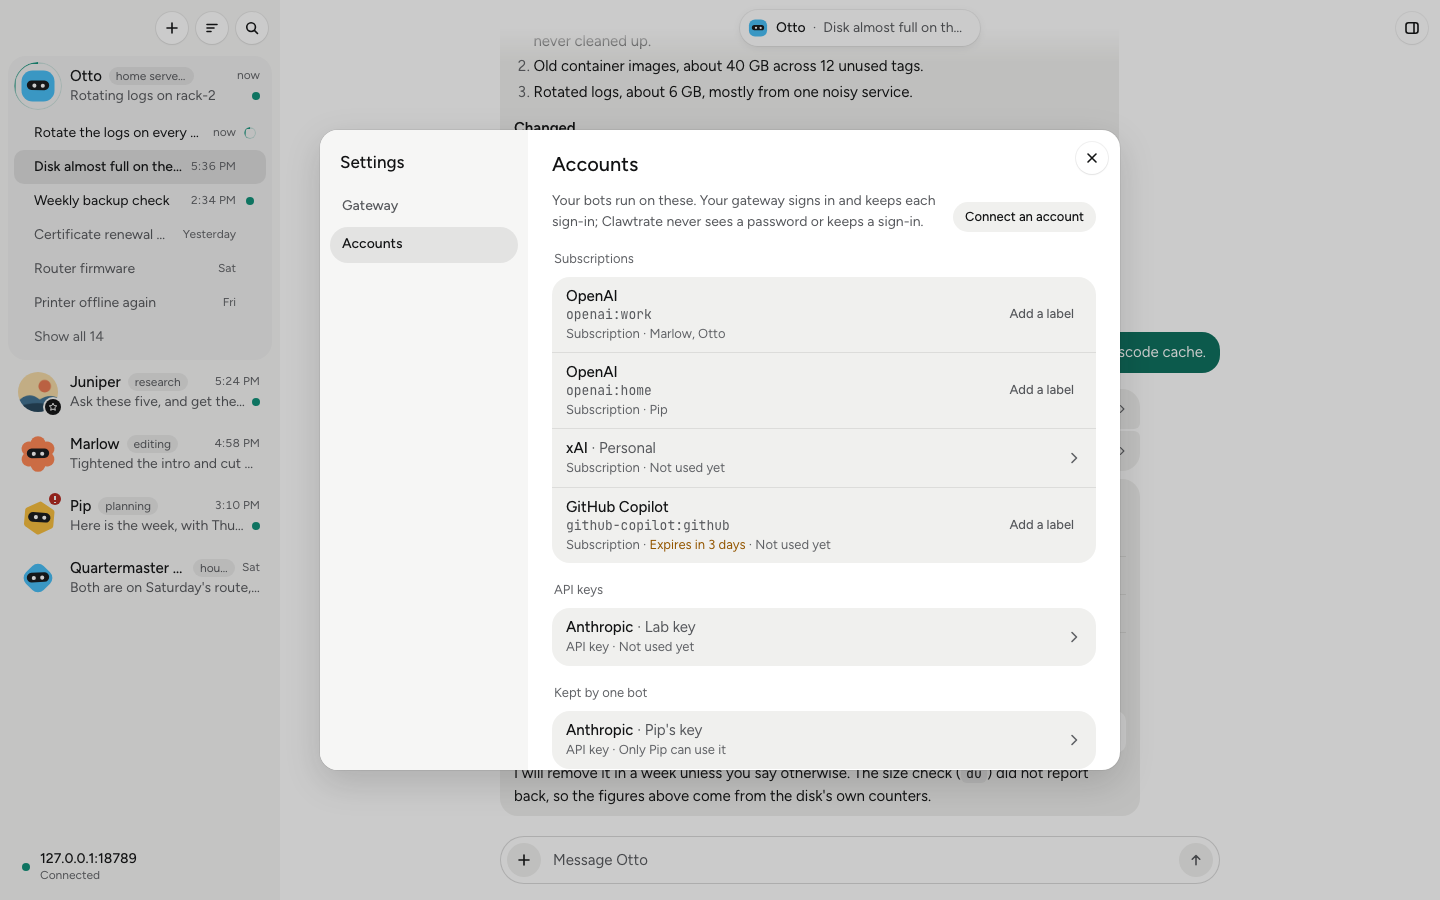 Otto home serve... now
Rotating logs on rack-2
Rotate the logs on every ... now
Disk almost full on the... 5:36 PM
Weekly backup check 2:34 PM
Certificate renewal ... Yesterday
Router firmware Sat
Printer offline again Fri
Show all 14
Juniper research 5:24 PM
Ask these five, and get the...
Marlow editing 4:58 PM
Tightened the intro and cut ...
Pip planning 3:10 PM
Here is the week, with Thu...
Quartermaster ... hou... Sat
Both are on Saturday's route,...
127.0.0.1:18789
Connected
Otto · Disk almost full on th...
never cleaned up.
2. Old container images, about 40 GB across 12 unused tags.
3. Rotated logs, about 6 GB, mostly from one noisy service.
Changed
scode cache.
Settings
Gateway
Accounts
Accounts
Your bots run on these. Your gateway signs in and keeps each
sign-in; Clawtrate never sees a password or keeps a sign-in.
Connect an account
Subscriptions
OpenAI
openai:work
Subscription · Marlow, Otto
Add a label
OpenAI
openai:home
Subscription · Pip
Add a label
xAI · Personal
Subscription · Not used yet
GitHub Copilot
github-copilot:github
Subscription · Expires in 3 days · Not used yet
Add a label
API keys
Anthropic · Lab key
API key · Not used yet
Kept by one bot
Anthropic · Pip's key
API key · Only Pip can use it
I will remove it in a week unless you say otherwise. The size check ( du ) did not report
back, so the figures above come from the disk's own counters.
Message Otto